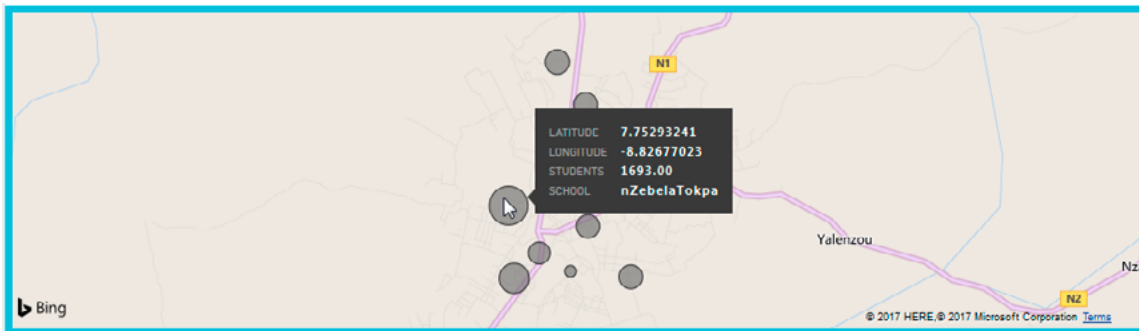 N1
LATITUDE 7.75293241
LONGITUDE -8.82677023
STUDENTS 1693.00
SCHOOL nZebelaTokpa
Yalenzou
Nz
N2
Bing
© 2017 HERE,© 2017 Microsoft Corporation Terms